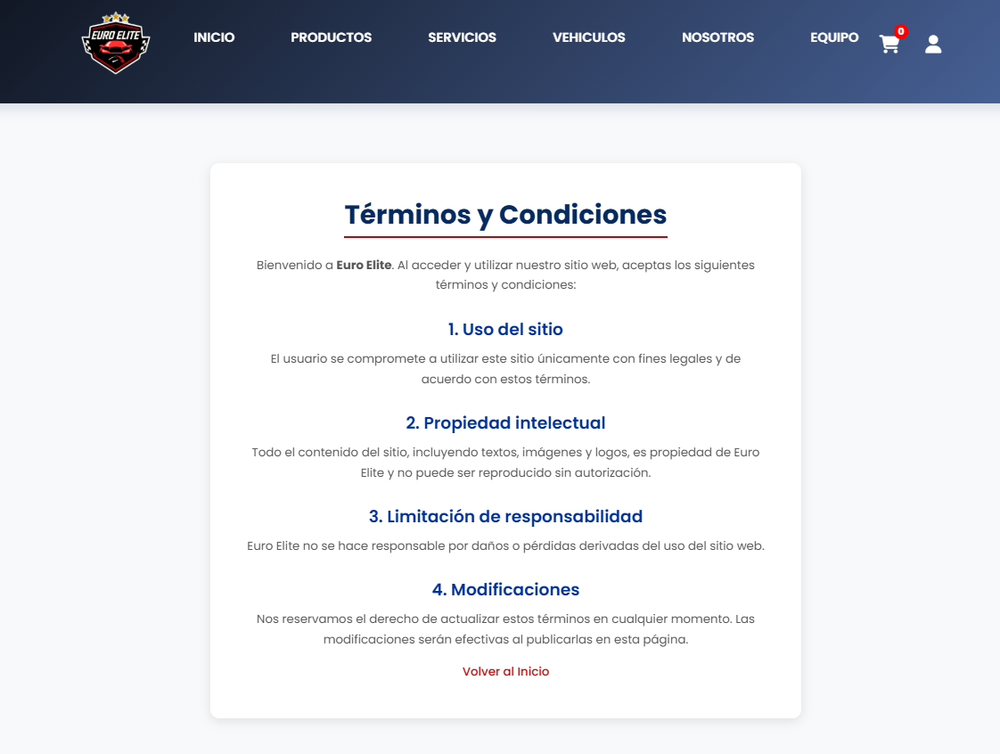 EURO ELITE
INICIO
PRODUCTOS
SERVICIOS
VEHICULOS
NOSOTROS
EQUIPO
0
Términos y Condiciones
Bienvenido a Euro Elite. Al acceder y utilizar nuestro sitio web, aceptas los siguientes
términos y condiciones:
1. Uso del sitio
El usuario se compromete a utilizar este sitio únicamente con fines legales y de
acuerdo con estos términos.
2. Propiedad intelectual
Todo el contenido del sitio, incluyendo textos, imágenes y logos, es propiedad de Euro
Elite y no puede ser reproducido sin autorización.
3. Limitación de responsabilidad
Euro Elite no se hace responsable por daños o pérdidas derivadas del uso del sitio web.
4. Modificaciones
Nos reservamos el derecho de actualizar estos términos en cualquier momento. Las
modificaciones serán efectivas al publicarlas en esta página.
Volver al Inicio